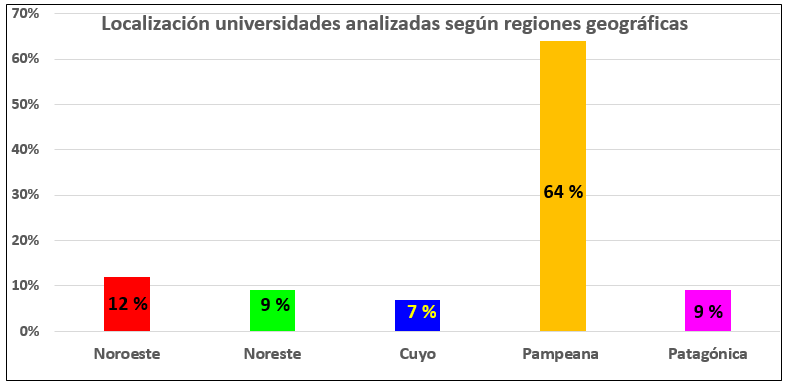 Localización universidades analizadas según regiones geográficas
70%
60%
50%
40%
30%
20%
10%
0%
12 %
9 %
7 %
64 %
9 %
Noroeste
Noreste
Cuyo
Pampeana
Patagónica